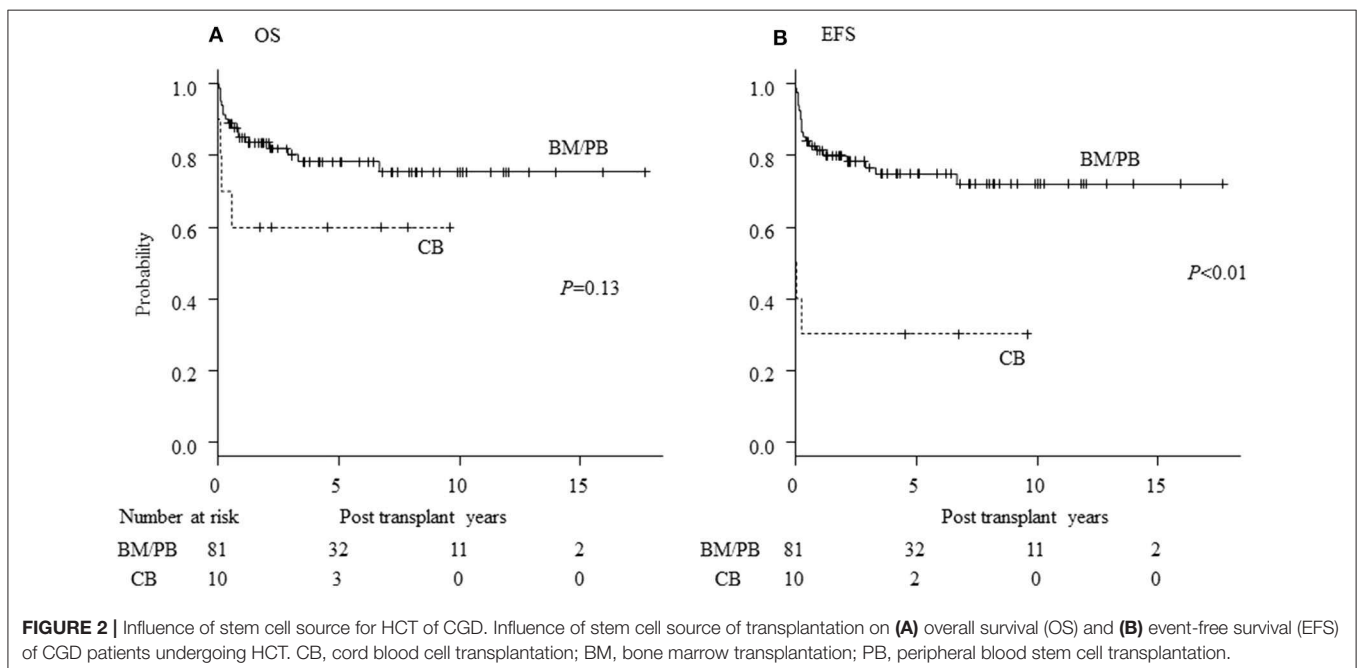 A OS
1.0
0.8
0.6
0.4
0.2
0.0
Probability
BM/PB
CB
P=0.13
0 5 10 15
Number at risk Post transplant years
BM/PB 81 32 11 2
CB 10 3 0 0
B EFS
1.0
0.8
0.6
0.4
0.2
0.0
BM/PB
CB
P<0.01
0 5 10 15
Post transplant years
BM/PB 81 32 11 2
CB 10 2 0 0
FIGURE 2 | Influence of stem cell source for HCT of CGD. Influence of stem cell source of transplantation on (A) overall survival (OS) and (B) event-free survival (EFS)
of CGD patients undergoing HCT. CB, cord blood cell transplantation; BM, bone marrow transplantation; PB, peripheral blood stem cell transplantation.